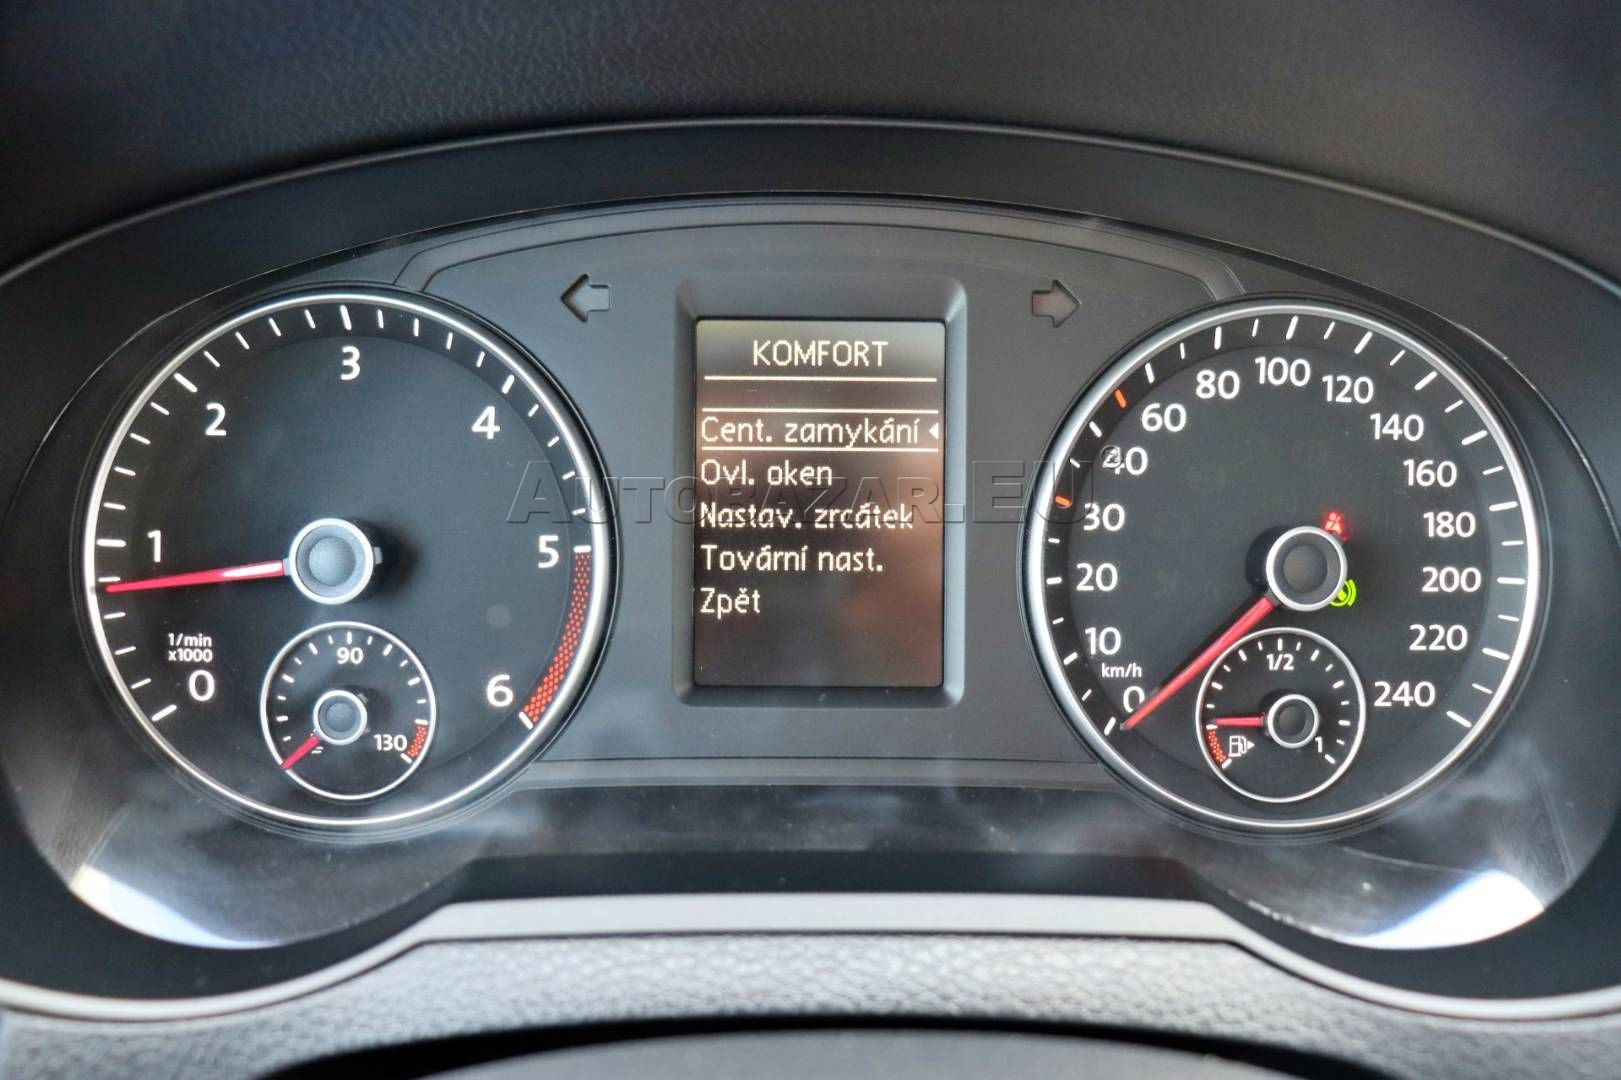 KOMFORT
Cent. zamykání
Ovl. oken
Nastav. zrcátek
Tovární nast.
Zpět
AUTOBAZAR.EU®
0
1
2
3
4
5
6
1/min
x1000
90
130
0
10
20
30
40
60
80
100
120
140
160
180
200
220
240
km/h
1/2
1